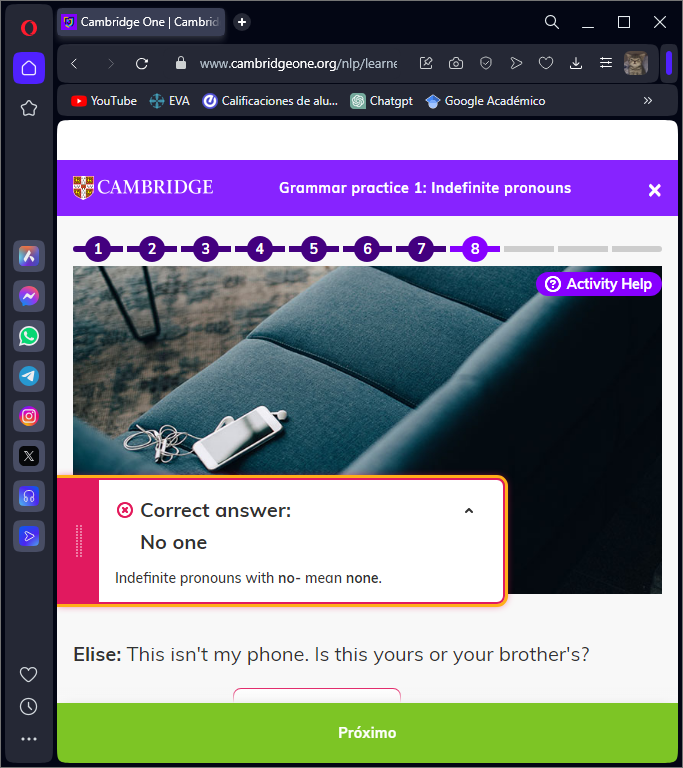 Cambridge One | Cambrid
www.cambridgeone.org/nlp/learne
YouTube EVA Calificaciones de alu... Chatgpt Google Académico
CAMBRIDGE Grammar practice 1: Indefinite pronouns
1 2 3 4 5 6 7 8
Activity Help
Correct answer:
No one
Indefinite pronouns with no- mean none.
Elise: This isn't my phone. Is this yours or your brother's?
Próximo